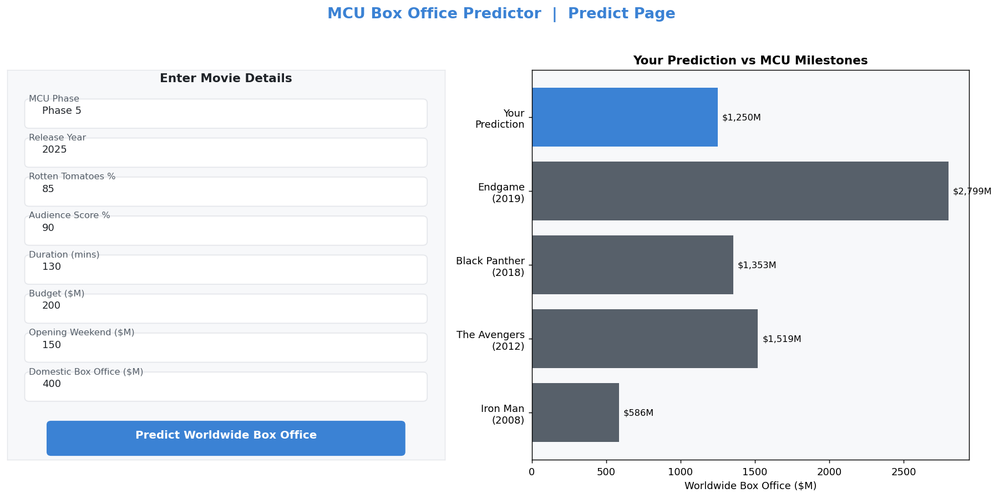 MCU Box Office Predictor | Predict Page
Enter Movie Details
MCU Phase
Phase 5
Release Year
2025
Rotten Tomatoes %
85
Audience Score %
90
Duration (mins)
130
Budget ($M)
200
Opening Weekend ($M)
150
Domestic Box Office ($M)
400
Predict Worldwide Box Office
Your Prediction vs MCU Milestones
Your
Prediction
$1,250M
Endgame
(2019)
$2,799M
Black Panther
(2018)
$1,353M
The Avengers
(2012)
$1,519M
Iron Man
(2008)
$586M
0 500 1000 1500 2000 2500
Worldwide Box Office ($M)